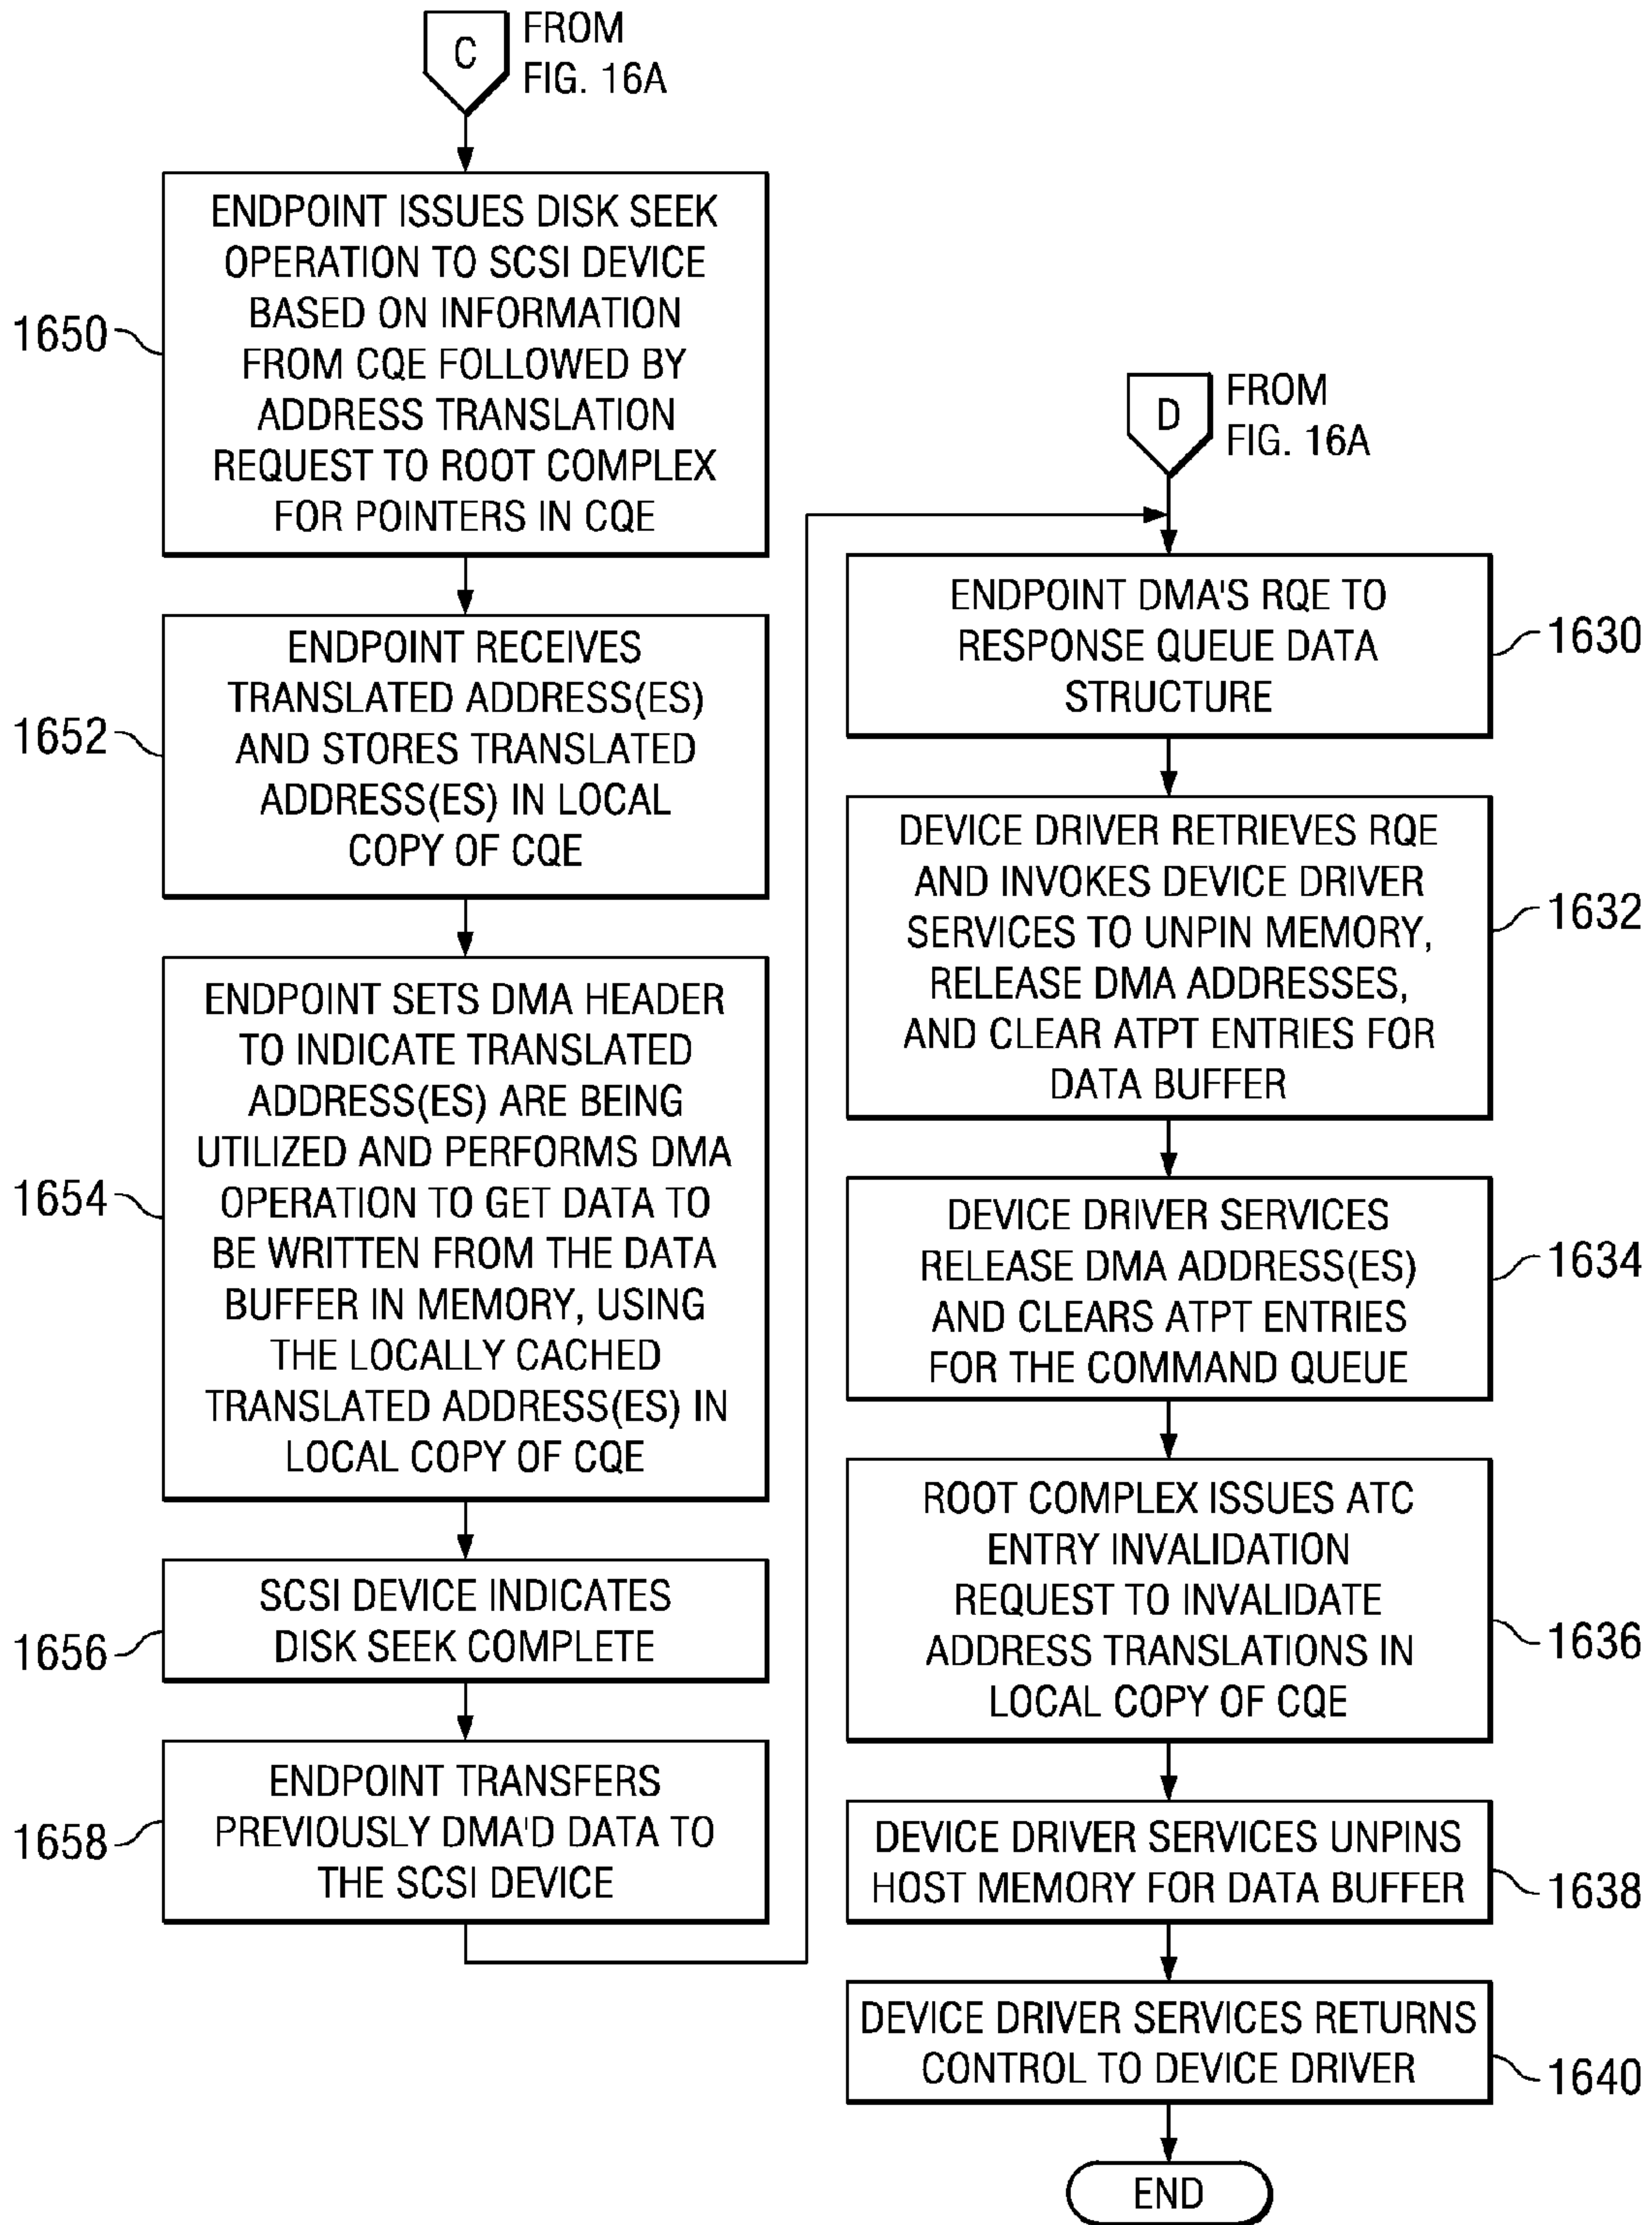 C
FROM
FIG. 16A
ENDPOINT ISSUES DISK SEEK
OPERATION TO SCSI DEVICE
BASED ON INFORMATION
FROM CQE FOLLOWED BY
ADDRESS TRANSLATION
REQUEST TO ROOT COMPLEX
FOR POINTERS IN CQE
1650
ENDPOINT RECEIVES
TRANSLATED ADDRESS(ES)
AND STORES TRANSLATED
ADDRESS(ES) IN LOCAL
COPY OF CQE
1652
ENDPOINT SETS DMA HEADER
TO INDICATE TRANSLATED
ADDRESS(ES) ARE BEING
UTILIZED AND PERFORMS DMA
OPERATION TO GET DATA TO
BE WRITTEN FROM THE DATA
BUFFER IN MEMORY, USING
THE LOCALLY CACHED
TRANSLATED ADDRESS(ES) IN
LOCAL COPY OF CQE
1654
SCSI DEVICE INDICATES
DISK SEEK COMPLETE
1656
ENDPOINT TRANSFERS
PREVIOUSLY DMA'D DATA TO
THE SCSI DEVICE
1658
D
FROM
FIG. 16A
ENDPOINT DMA'S RQE TO
RESPONSE QUEUE DATA
STRUCTURE
1630
DEVICE DRIVER RETRIEVES RQE
AND INVOKES DEVICE DRIVER
SERVICES TO UNPIN MEMORY,
RELEASE DMA ADDRESSES,
AND CLEAR ATPT ENTRIES FOR
DATA BUFFER
1632
DEVICE DRIVER SERVICES
RELEASE DMA ADDRESS(ES)
AND CLEARS ATPT ENTRIES
FOR THE COMMAND QUEUE
1634
ROOT COMPLEX ISSUES ATC
ENTRY INVALIDATION
REQUEST TO INVALIDATE
ADDRESS TRANSLATIONS IN
LOCAL COPY OF CQE
1636
DEVICE DRIVER SERVICES UNPINS
HOST MEMORY FOR DATA BUFFER
1638
DEVICE DRIVER SERVICES RETURNS
CONTROL TO DEVICE DRIVER
1640
END